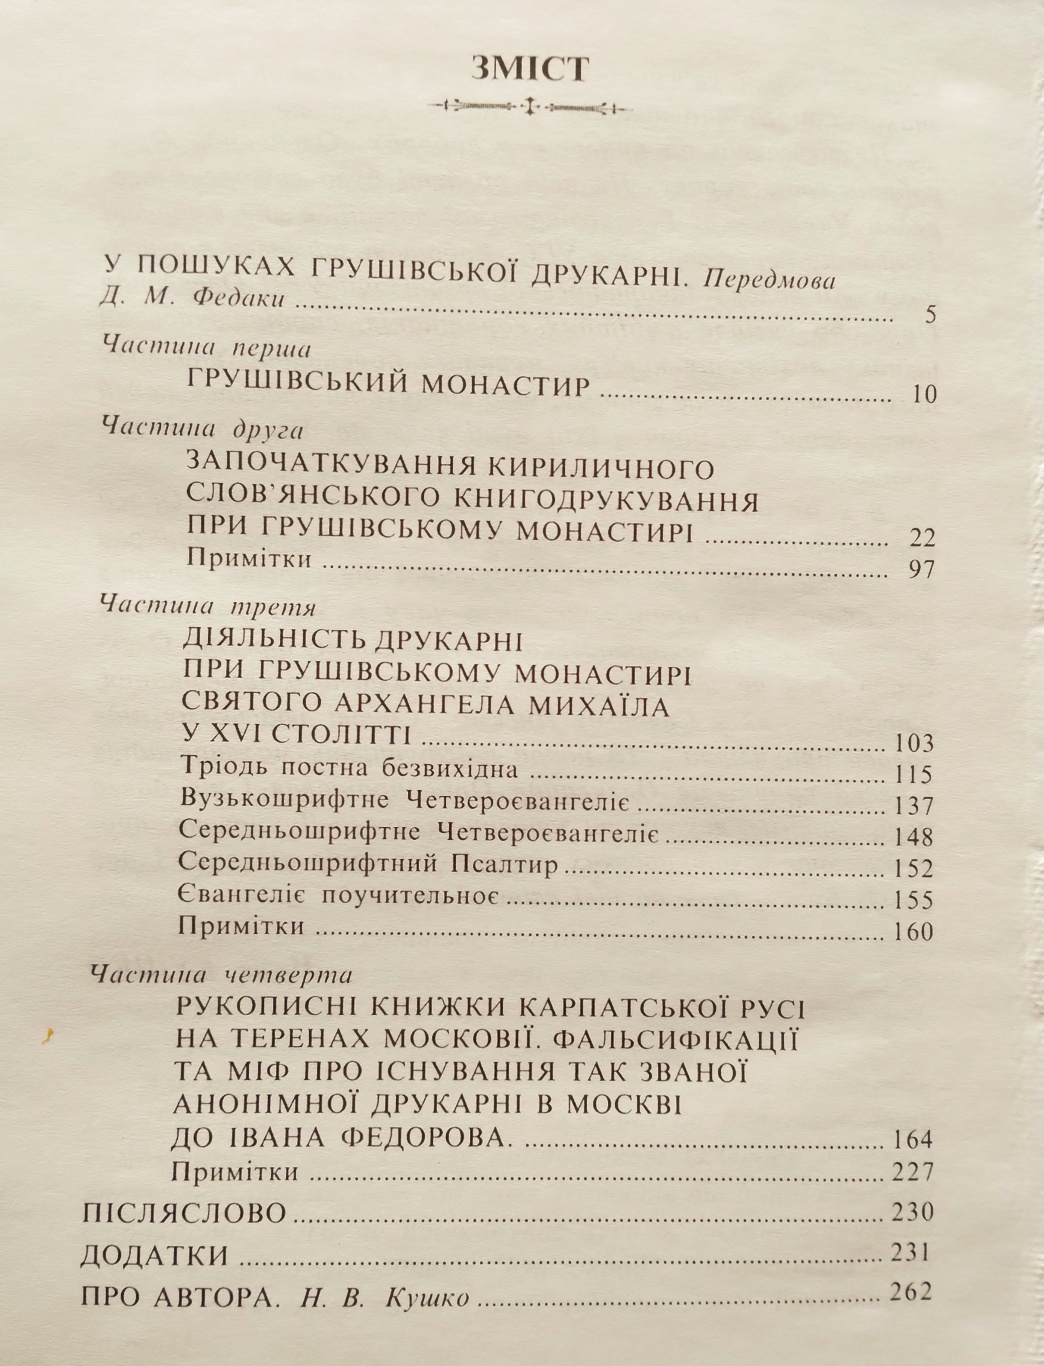 ЗМІСТ
У ПОШУКАХ ГРУШІВСЬКОЇ ДРУКАРНІ. Передмова
Д. М. Федаки ..... 5
Частина перша
ГРУШІВСЬКИЙ МОНАСТИР ..... 10
Частина друга
ЗАПОЧАТКУВАННЯ КИРИЛИЧНОГО
СЛОВ'ЯНСЬКОГО КНИГОДРУКУВАННЯ
ПРИ ГРУШІВСЬКОМУ МОНАСТИРІ ..... 22
Примітки ..... 97
Частина третя
ДІЯЛЬНІСТЬ ДРУКАРНІ
ПРИ ГРУШІВСЬКОМУ МОНАСТИРІ
СВЯТОГО АРХАНГЕЛА МИХАЇЛА
У XVI СТОЛІТТІ ..... 103
Тріодь постна безвихідна ..... 115
Вузькошрифтне Четвероєвангеліє ..... 137
Середньошрифтне Четвероєвангеліє ..... 148
Середньошрифтний Псалтир ..... 152
Євангеліє поучительноє ..... 155
Примітки ..... 160
Частина четверта
РУКОПИСНІ КНИЖКИ КАРПАТСЬКОЇ РУСІ
НА ТЕРЕНАХ МОСКОВІЇ. ФАЛЬСИФІКАЦІЇ
ТА МІФ ПРО ІСНУВАННЯ ТАК ЗВАНОЇ
АНОНІМНОЇ ДРУКАРНІ В МОСКВІ
ДО ІВАНА ФЕДОРОВА. ..... 164
Примітки ..... 227
ПІСЛЯСЛОВО ..... 230
ДОДАТКИ ..... 231
ПРО АВТОРА. Н. В. Кушко ..... 262